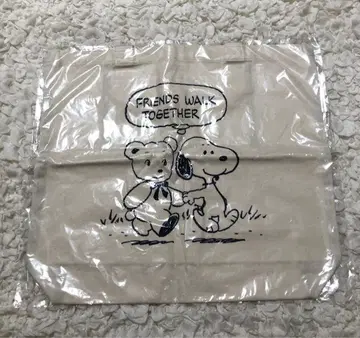 FRIENDS WALK
TOGETHER